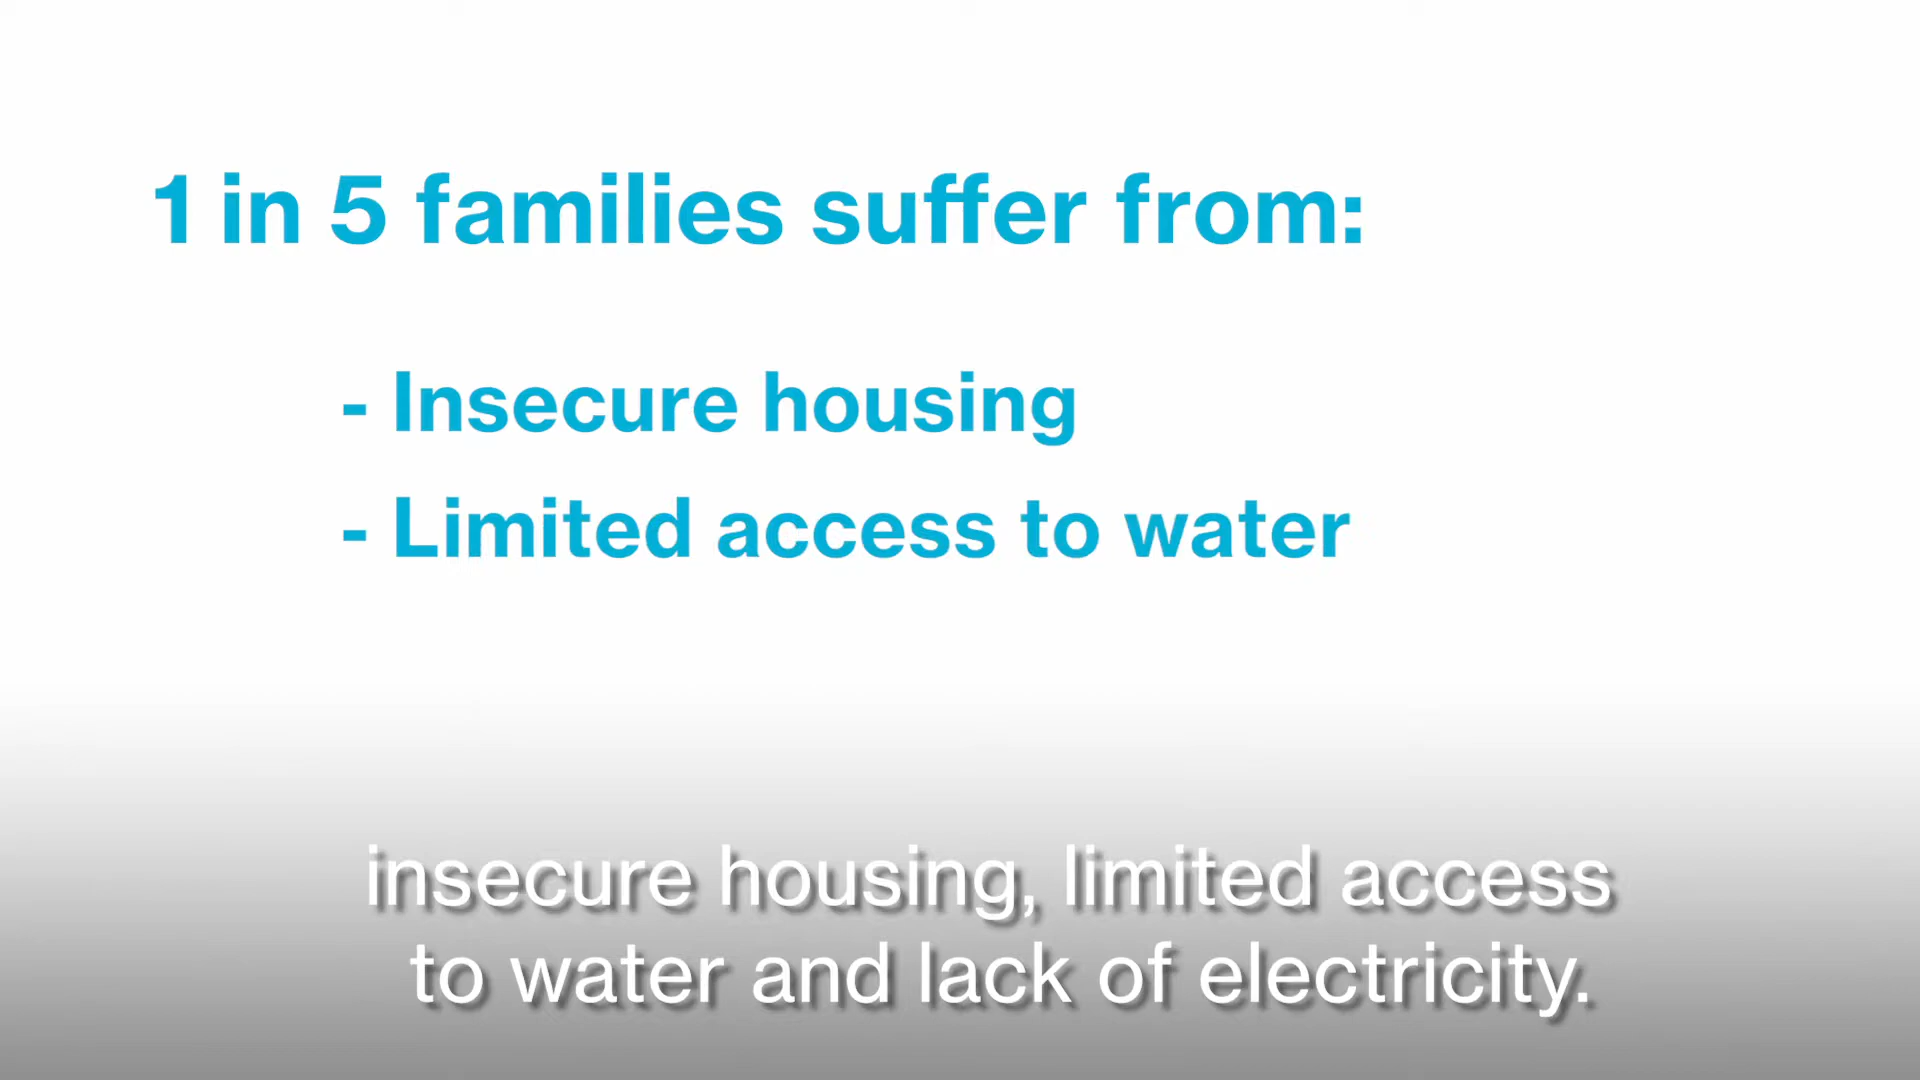 1 in 5 families suffer from:
- Insecure housing
- Limited access to water
insecure housing, limited access
to water and lack of electricity.